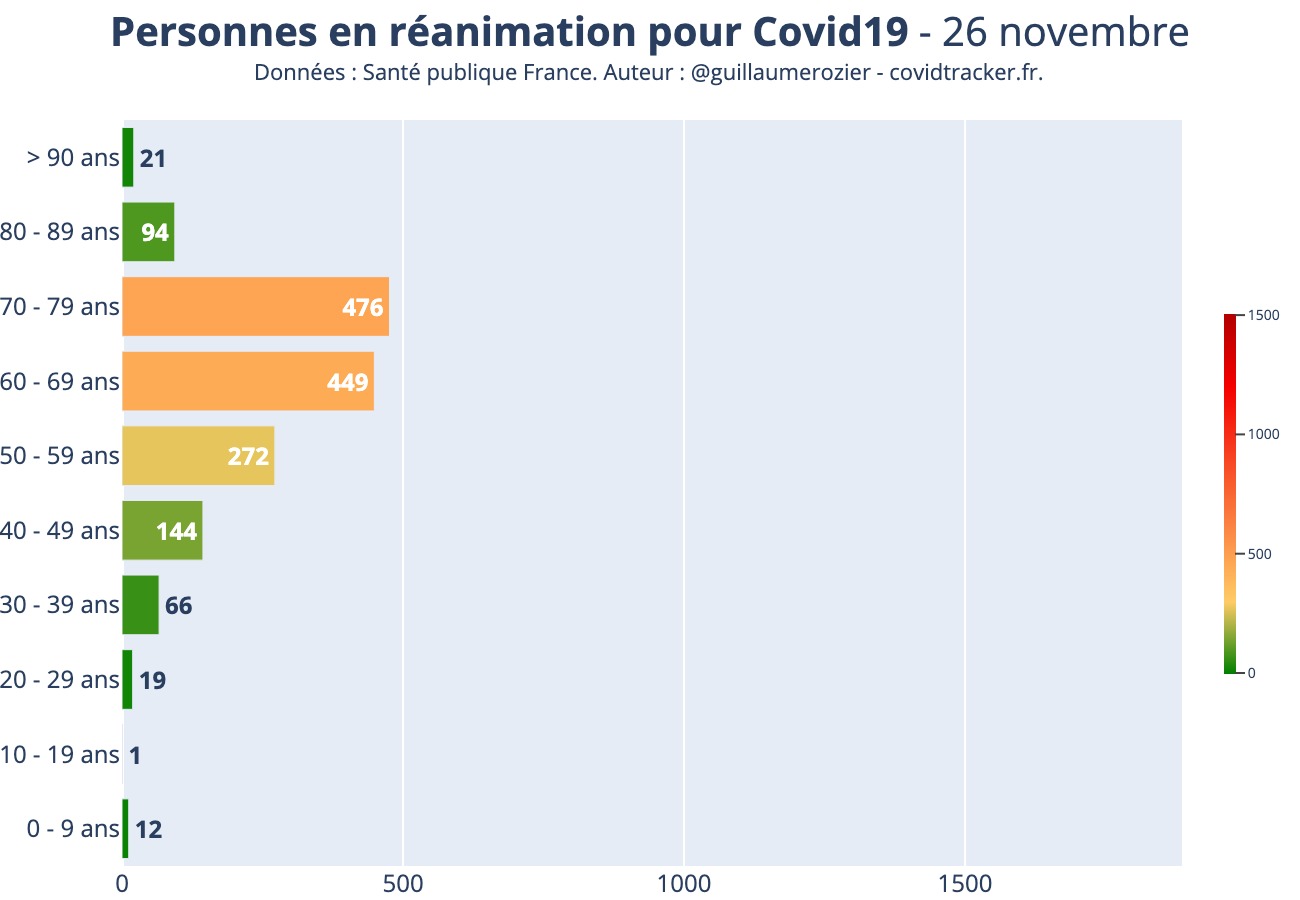 Personnes en réanimation pour Covid19 - 26 novembre
Données : Santé publique France. Auteur : @guillaumerozier - covidtracker.fr.
> 90 ans 21
80 - 89 ans 94
70 - 79 ans 476
60 - 69 ans 449
50 - 59 ans 272
40 - 49 ans 144
30 - 39 ans 66
20 - 29 ans 19
10 - 19 ans 1
0 - 9 ans 12
0 500 1000 1500
1500
1000
500
0